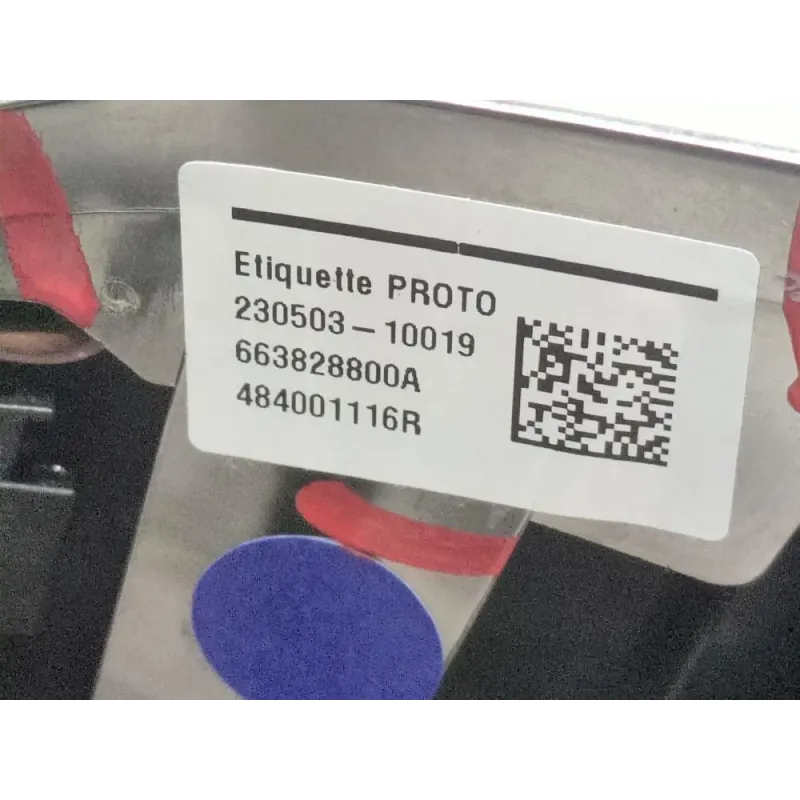 Etiquette PROTO
230503-10019
663828800A
484001116R